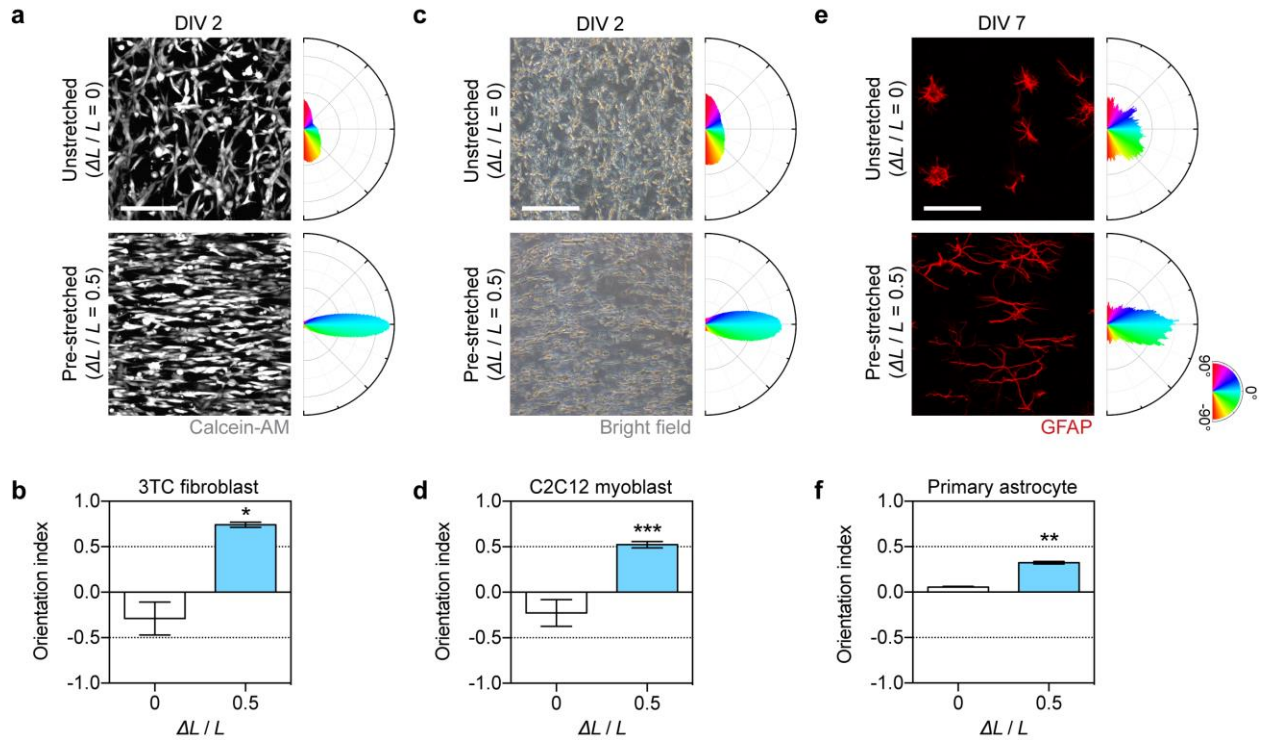 a
DIV 2
Unstretched
(ΔL / L = 0)
Pre-stretched
(ΔL / L = 0.5)
Calcein-AM
c
DIV 2
Unstretched
(ΔL / L = 0)
Pre-stretched
(ΔL / L = 0.5)
Bright field
e
DIV 7
Unstretched
(ΔL / L = 0)
Pre-stretched
(ΔL / L = 0.5)
GFAP
90°
0°
-90°
b
3TC fibroblast
Orientation index
1.0
0.5
0.0
-0.5
-1.0
*
0
0.5
ΔL / L
d
C2C12 myoblast
Orientation index
1.0
0.5
0.0
-0.5
-1.0
***
0
0.5
ΔL / L
f
Primary astrocyte
Orientation index
1.0
0.5
0.0
-0.5
-1.0
**
0
0.5
ΔL / L